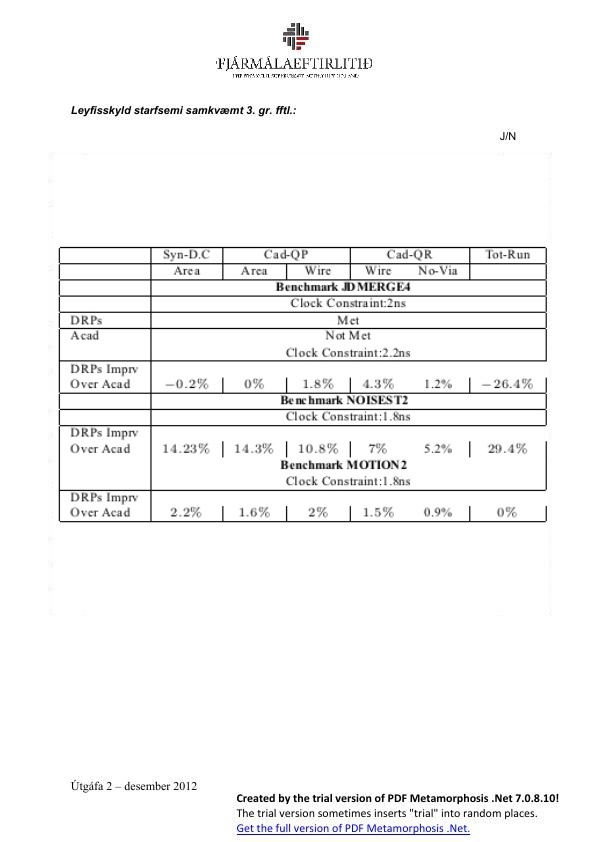 FJÁRMÁLAEFTIRLITIÐ
Leyfisskyld starfsemi samkvæmt 3. gr. fftl.:
J/N
Syn-D.C Cad-QP Cad-QR Tot-Run
Area Area Wire Wire No-Via
Benchmark JDMERGE4
Clock Constraint:2ns
DRPs Met
Acad Not Met
Clock Constraint:2.2ns
DRPs Imprv
Over Acad −0.2% 0% 1.8% 4.3% 1.2% −26.4%
Benchmark NOISEST2
Clock Constraint:1.8ns
DRPs Imprv
Over Acad 14.23% 14.3% 10.8% 7% 5.2% 29.4%
Benchmark MOTION2
Clock Constraint:1.8ns
DRPs Imprv
Over Acad 2.2% 1.6% 2% 1.5% 0.9% 0%
Útgáfa 2 – desember 2012
Created by the trial version of PDF Metamorphosis .Net 7.0.8.10!
The trial version sometimes inserts "trial" into random places.
Get the full version of PDF Metamorphosis .Net.